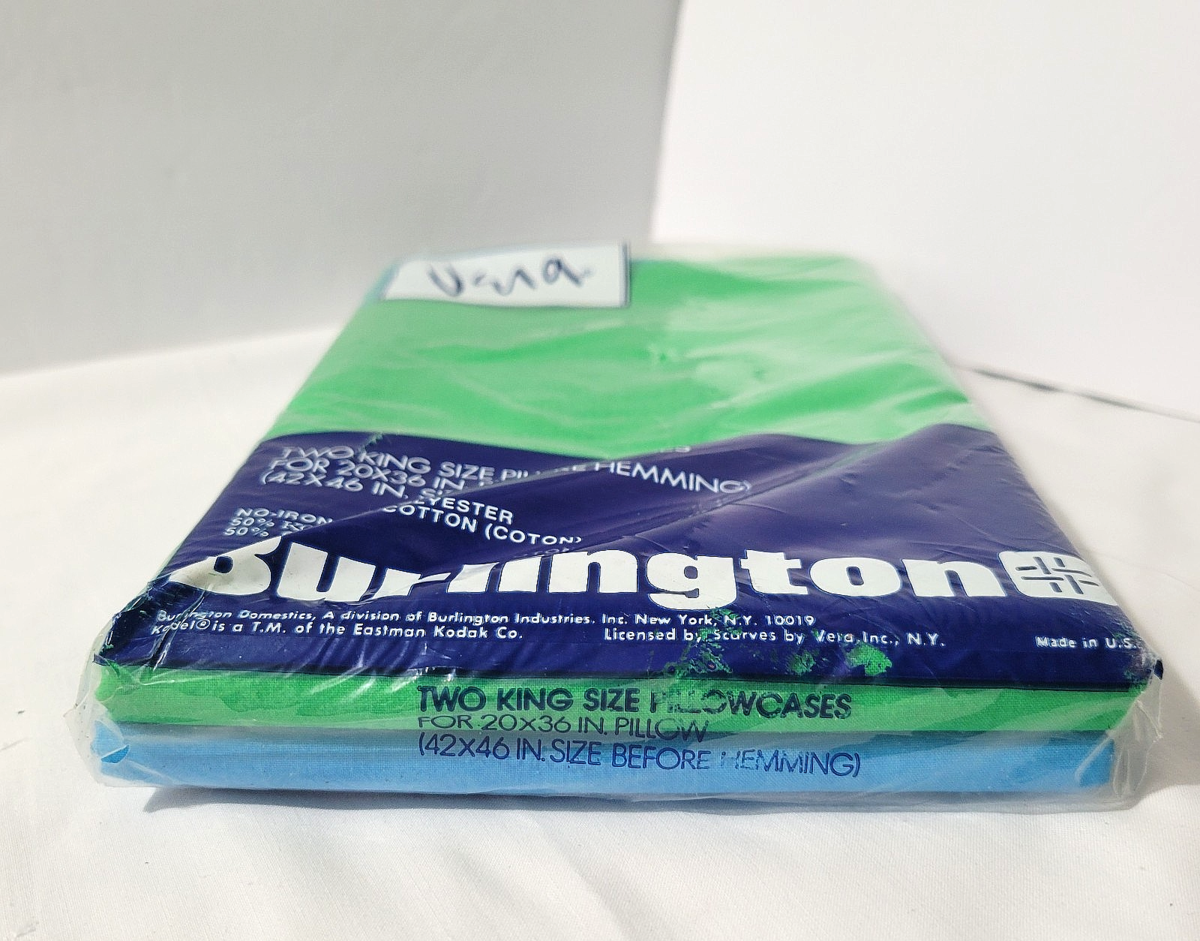 Vera
TWO KING SIZE HEMMING)
FOR 20X36 IN.
(42X46 IN.
NO-IRON
50% YESTER
50% COTTON (COTON)
Burlington
Burlington Domestics, A division of Burlington Industries. Inc. New York, N.Y. 10019
Kodel® is a T.M. of the Eastman Kodak Co. Licensed by Scarves by Vera, Inc., N.Y. Made in U.S.
TWO KING SIZE PILLOWCASES
FOR 20X36 IN. PILLOW
(42X46 IN. SIZE BEFORE HEMMING)